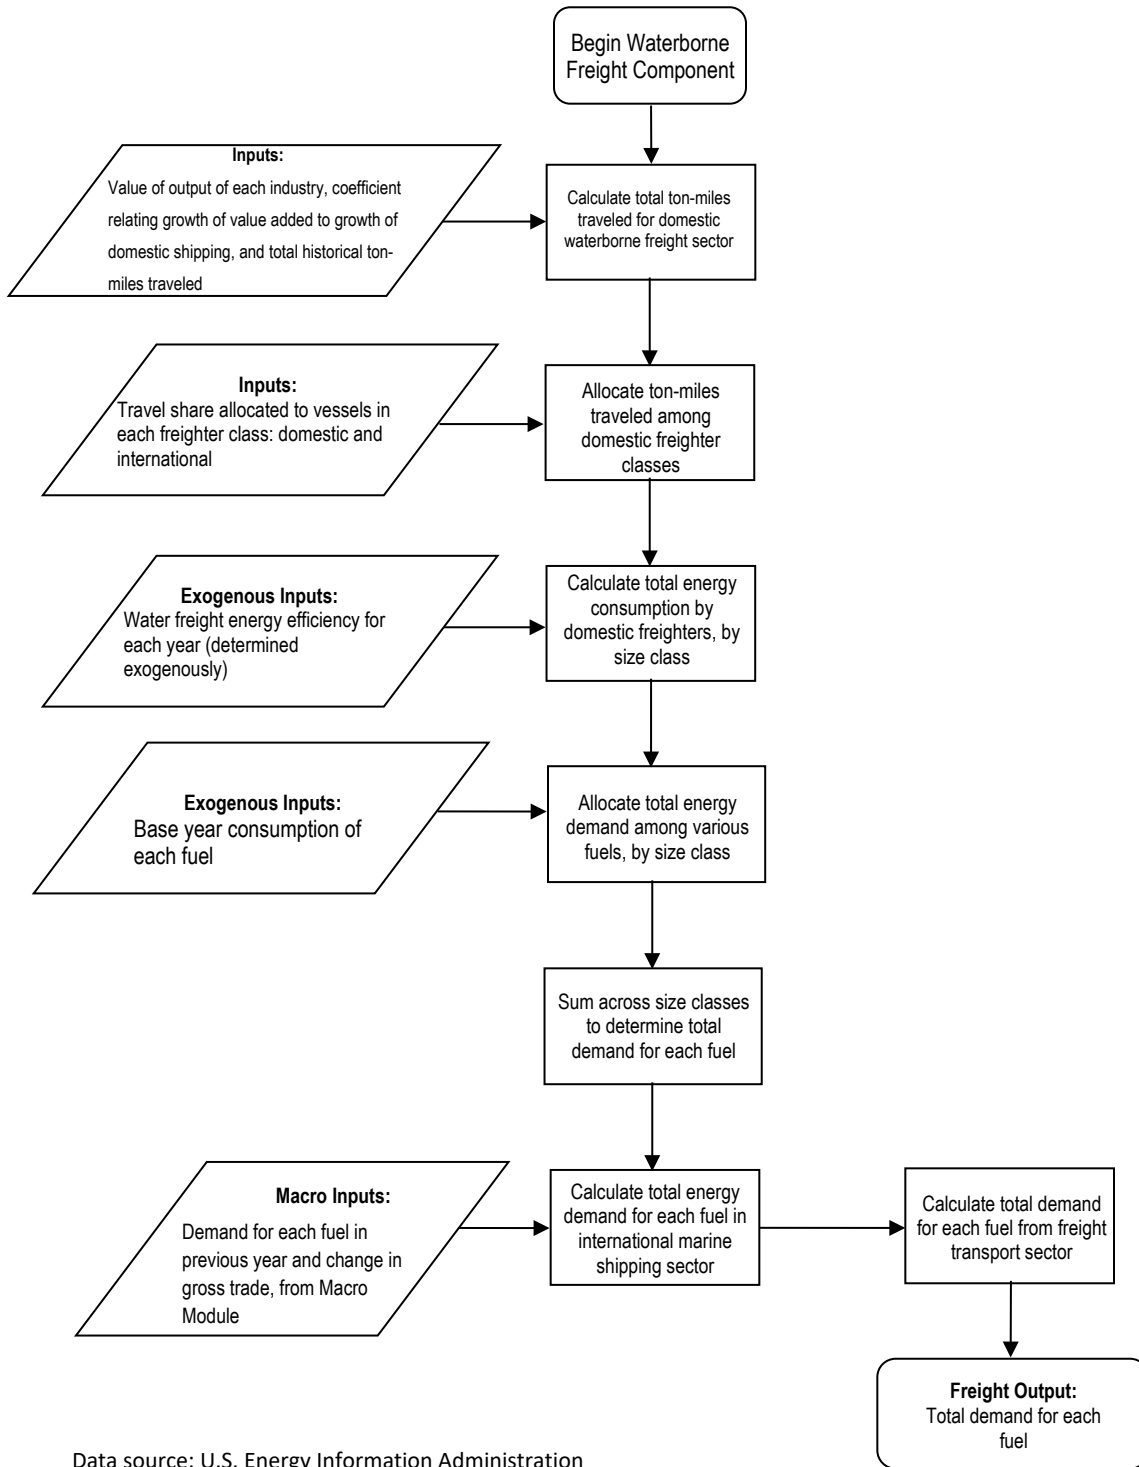 Begin Waterborne
Freight Component
Inputs:
Value of output of each industry, coefficient
relating growth of value added to growth of
domestic shipping, and total historical ton-
miles traveled
Calculate total ton-miles
traveled for domestic
waterborne freight sector
Inputs:
Travel share allocated to vessels in
each freighter class: domestic and
international
Allocate ton-miles
traveled among
domestic freighter
classes
Exogenous Inputs:
Water freight energy efficiency for
each year (determined
exogenously)
Calculate total energy
consumption by
domestic freighters, by
size class
Exogenous Inputs:
Base year consumption of
each fuel
Allocate total energy
demand among various
fuels, by size class
Sum across size classes
to determine total
demand for each fuel
Macro Inputs:
Demand for each fuel in
previous year and change in
gross trade, from Macro
Module
Calculate total energy
demand for each fuel in
international marine
shipping sector
Calculate total demand
for each fuel from freight
transport sector
Freight Output:
Total demand for each
fuel
Data source: U.S. Energy Information Administration